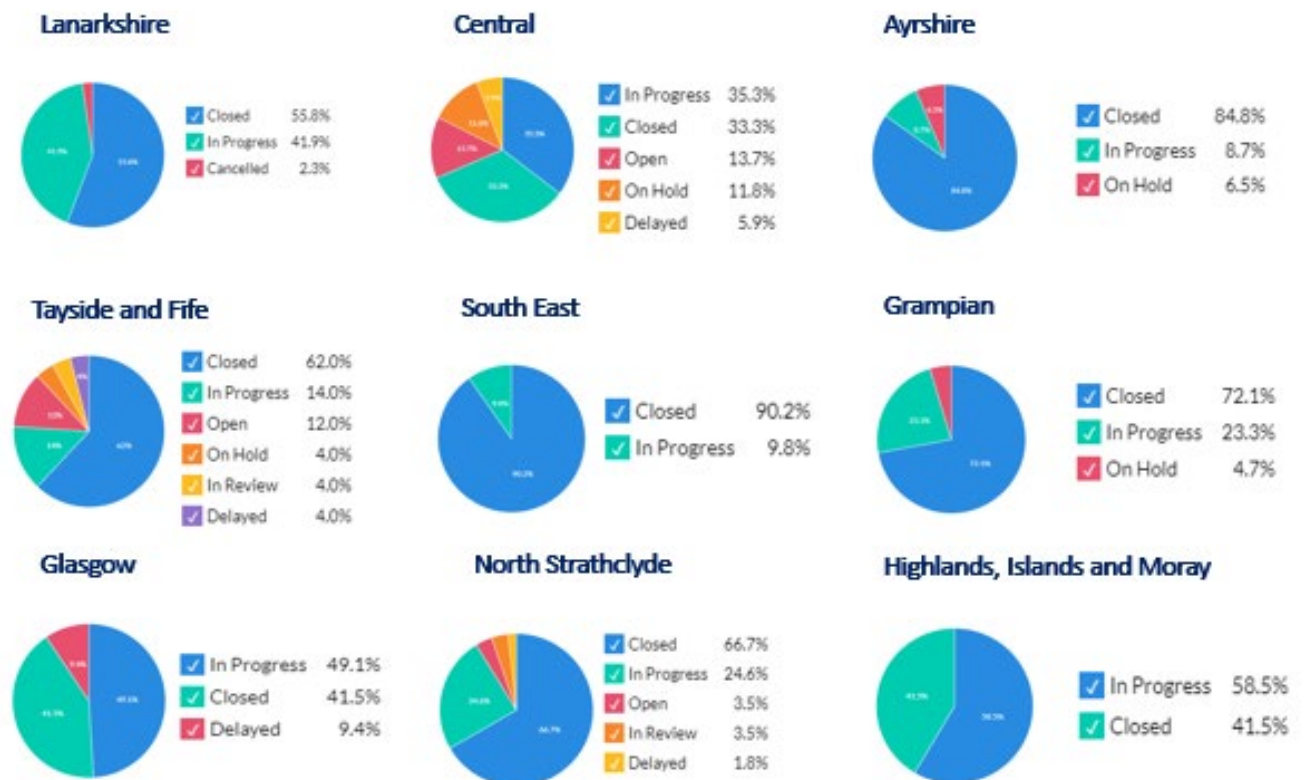 Lanarkshire
Closed 55.8%
In Progress 41.9%
Cancelled 2.3%
Central
In Progress 35.3%
Closed 33.3%
Open 13.7%
On Hold 11.8%
Delayed 5.9%
Ayrshire
Closed 84.8%
In Progress 8.7%
On Hold 6.5%
Tayside and Fife
Closed 62.0%
In Progress 14.0%
Open 12.0%
On Hold 4.0%
In Review 4.0%
Delayed 4.0%
South East
Closed 90.2%
In Progress 9.8%
Grampian
Closed 72.1%
In Progress 23.3%
On Hold 4.7%
Glasgow
In Progress 49.1%
Closed 41.5%
Delayed 9.4%
North Strathclyde
Closed 66.7%
In Progress 24.6%
Open 3.5%
In Review 3.5%
Delayed 1.8%
Highlands, Islands and Moray
In Progress 58.5%
Closed 41.5%